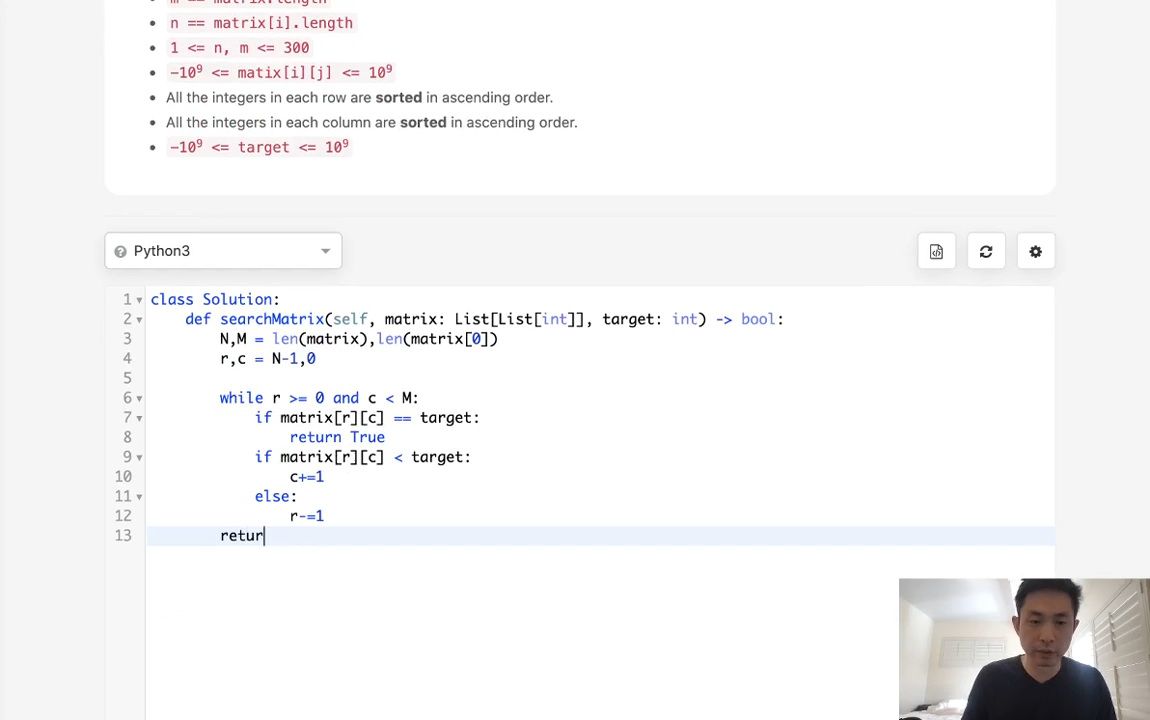 m == matrix.length
n == matrix[i].length
1 <= n, m <= 300
-10⁹ <= matix[i][j] <= 10⁹
All the integers in each row are sorted in ascending order.
All the integers in each column are sorted in ascending order.
-10⁹ <= target <= 10⁹
Python3
1 class Solution:
2 def searchMatrix(self, matrix: List[List[int]], target: int) -> bool:
3 N,M = len(matrix),len(matrix[0])
4 r,c = N-1,0
5
6 while r >= 0 and c < M:
7 if matrix[r][c] == target:
8 return True
9 if matrix[r][c] < target:
10 c+=1
11 else:
12 r-=1
13 retur